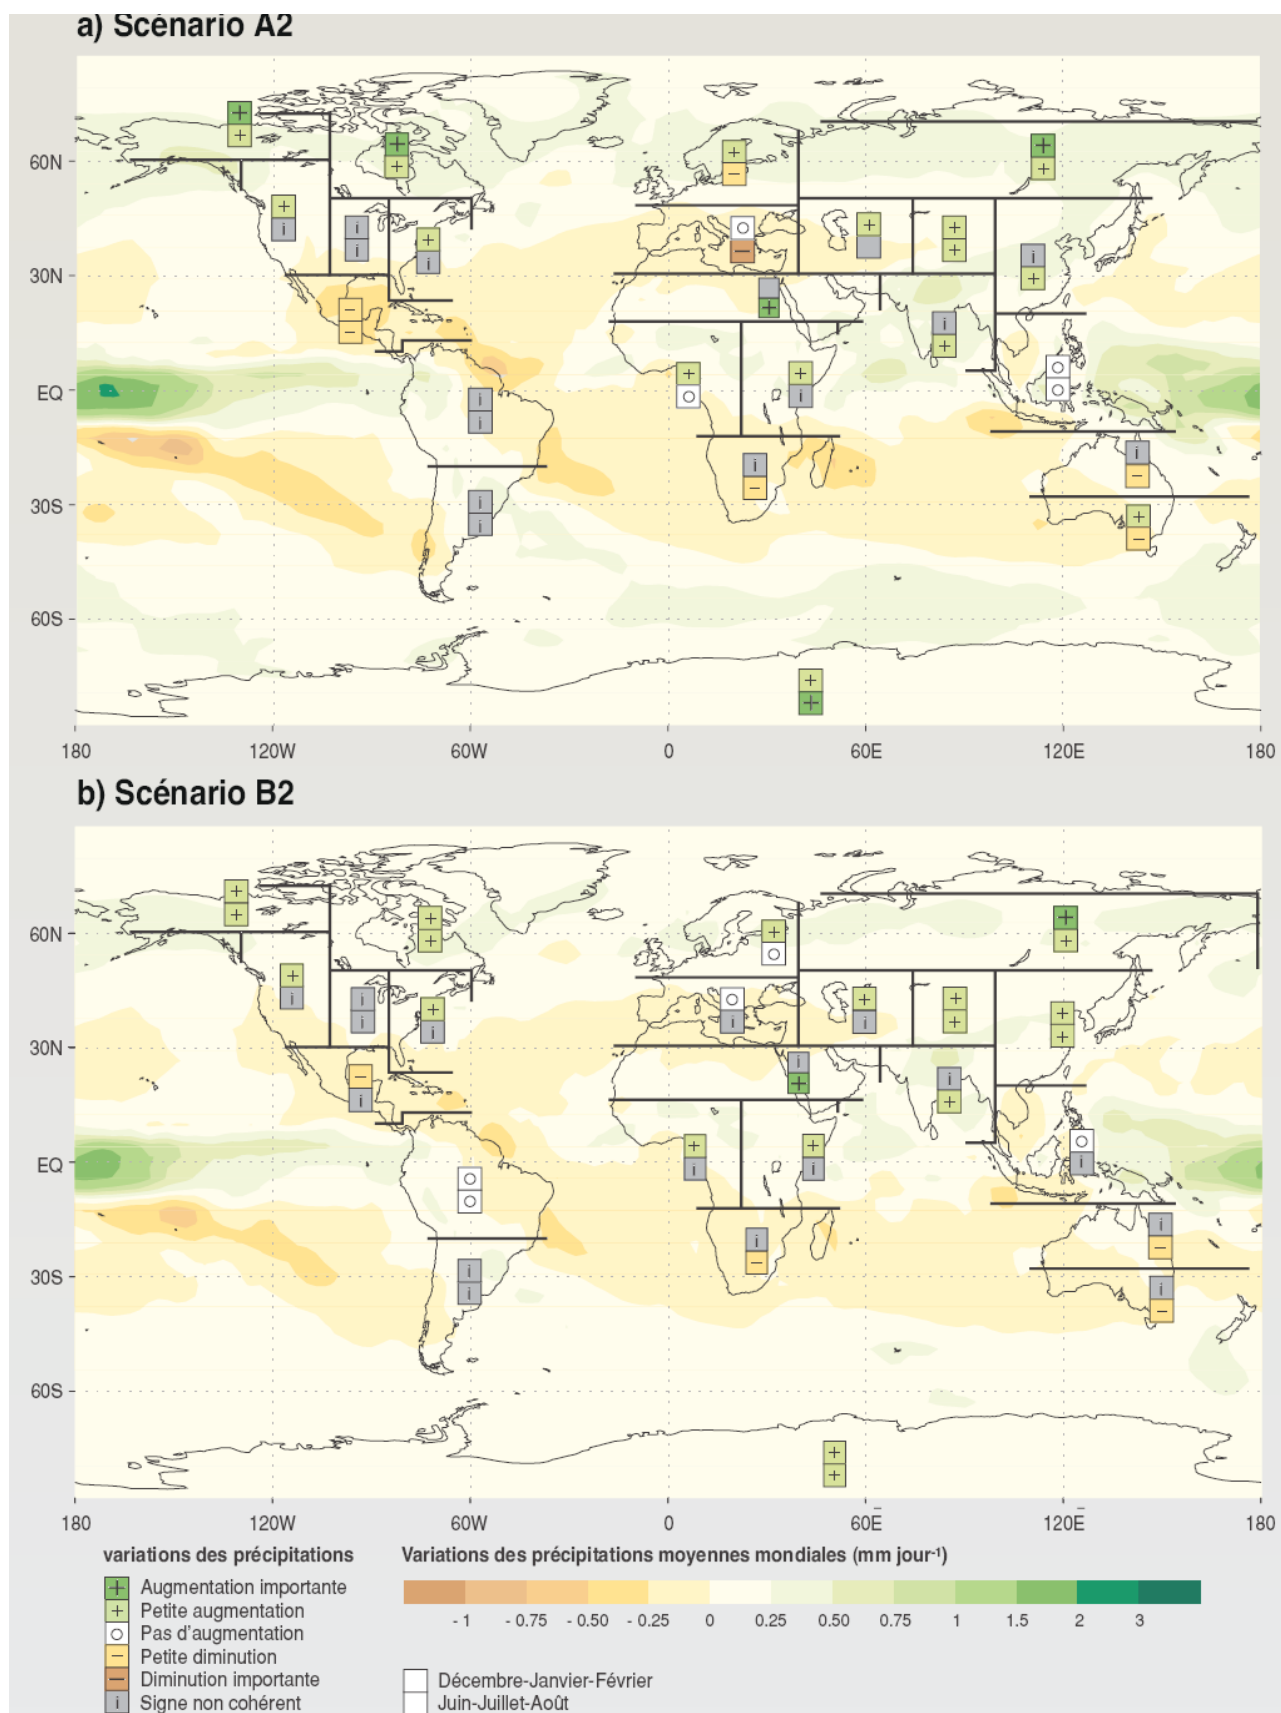 a) Scénario A2
60N
30N
EQ
30S
60S
180 120W 60W 0 60E 120E 180
b) Scénario B2
60N
30N
EQ
30S
60S
180 120W 60W 0 60E 120E 180
variations des précipitations
+ Augmentation importante
+ Petite augmentation
o Pas d'augmentation
− Petite diminution
− Diminution importante
i Signe non cohérent
Variations des précipitations moyennes mondiales (mm jour-1)
- 1 - 0.75 - 0.50 - 0.25 0 0.25 0.50 0.75 1 1.5 2 3
Décembre-Janvier-Février
Juin-Juillet-Août